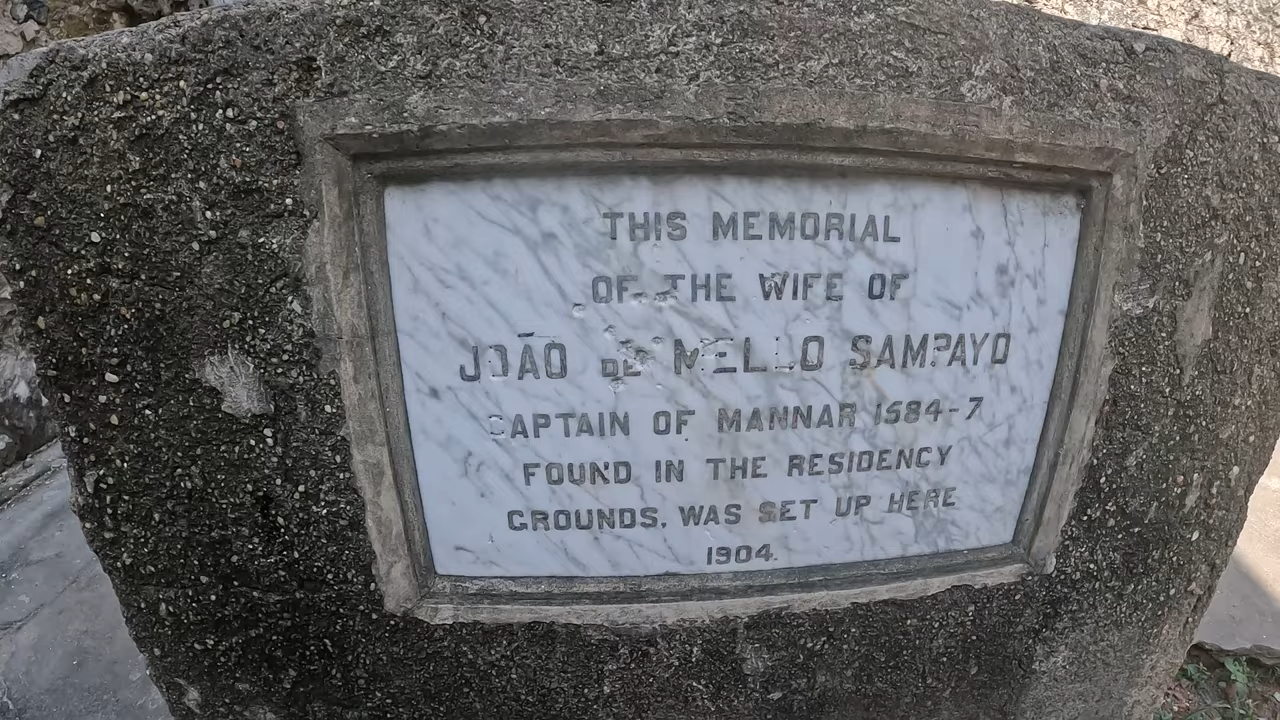 THIS MEMORIAL
OF THE WIFE OF
JOÃO DE MELLO SAMPAYO
CAPTAIN OF MANNAR 1584-7
FOUND IN THE RESIDENCY
GROUNDS, WAS SET UP HERE
1904.